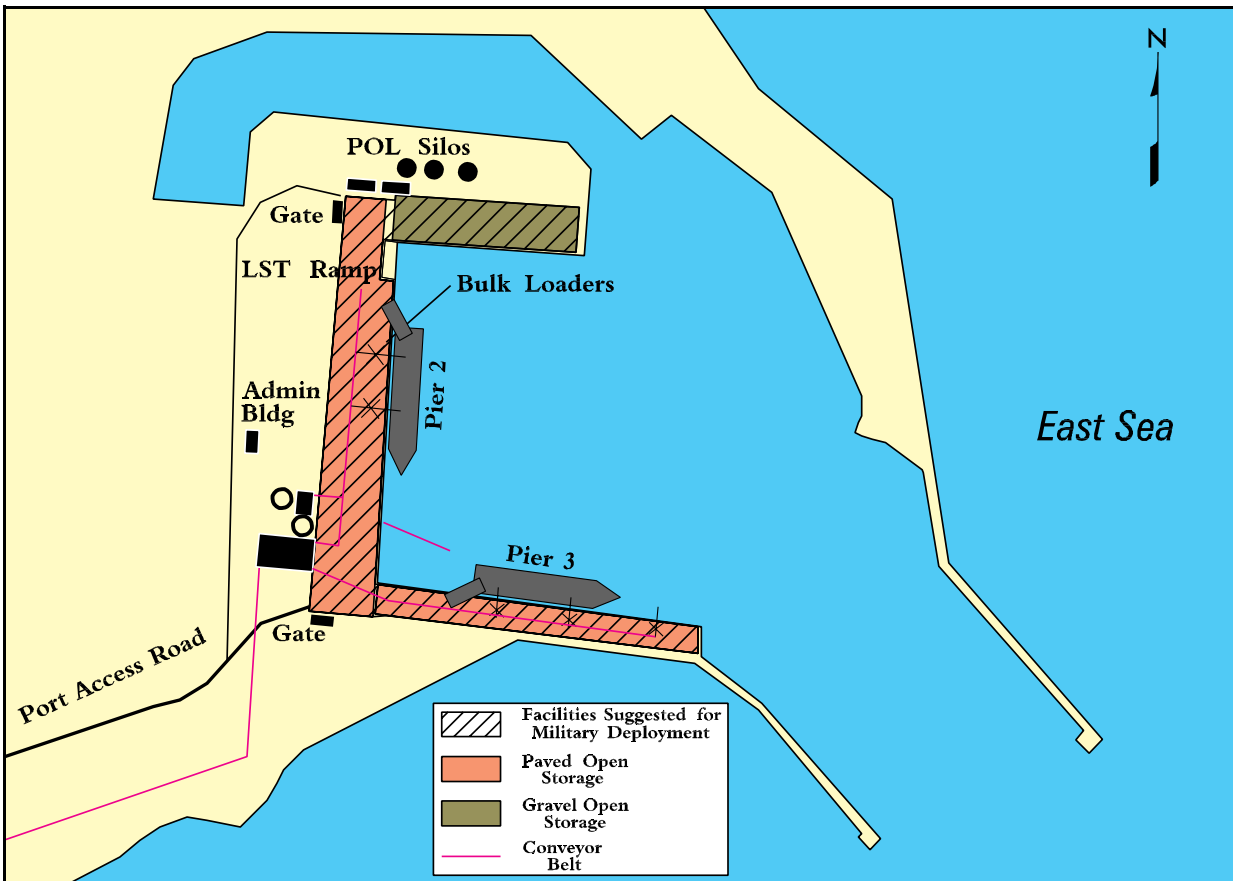 N
POL Silos
Gate
LST Ramp
Bulk Loaders
Pier 2
Admin
Bldg
East Sea
Pier 3
Gate
Port Access Road
Facilities Suggested for
Military Deployment
Paved Open
Storage
Gravel Open
Storage
Conveyor
Belt